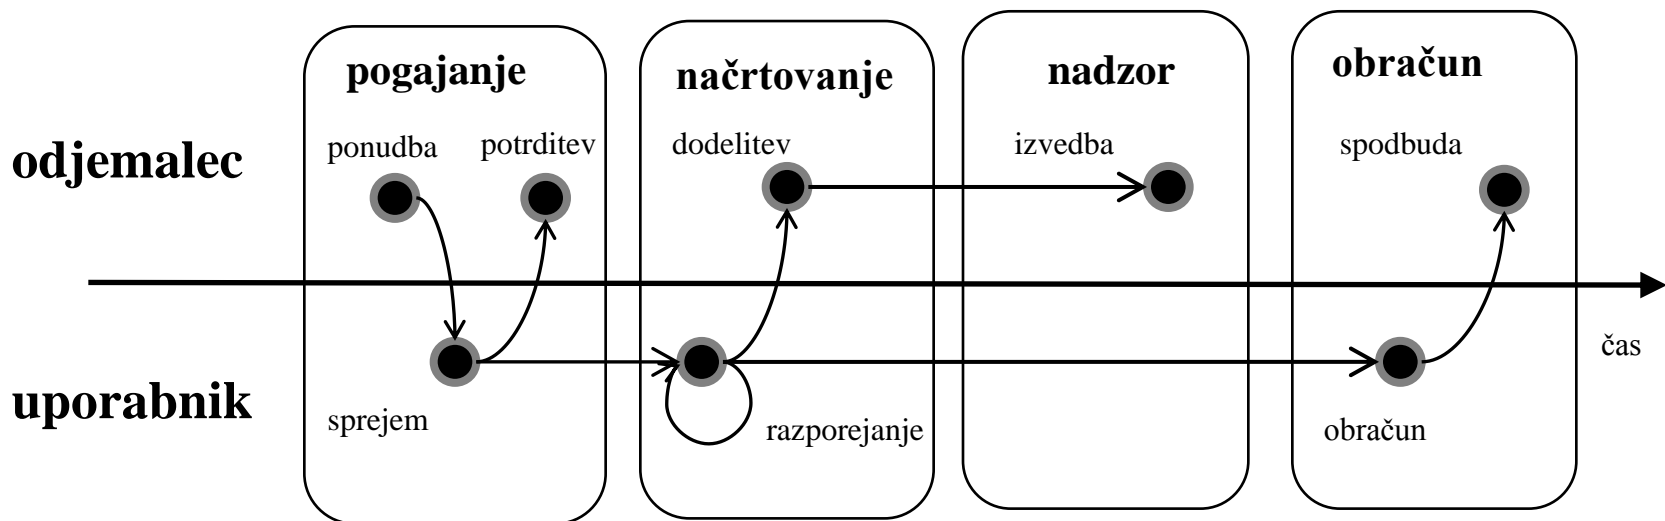 pogajanje
načrtovanje
nadzor
obračun
odjemalec
ponudba
potrditev
dodelitev
izvedba
spodbuda
čas
uporabnik
sprejem
razporejanje
obračun